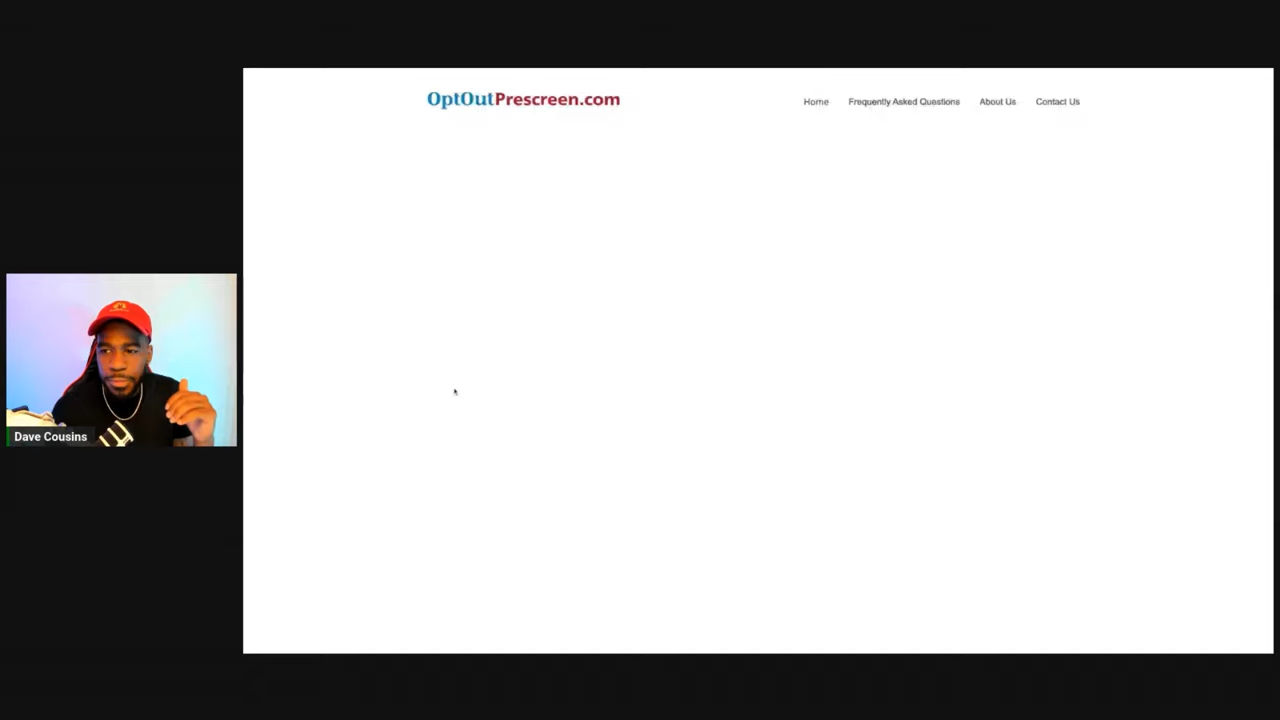 OptOutPrescreen.com
Home
Frequently Asked Questions
About Us
Contact Us
Dave Cousins